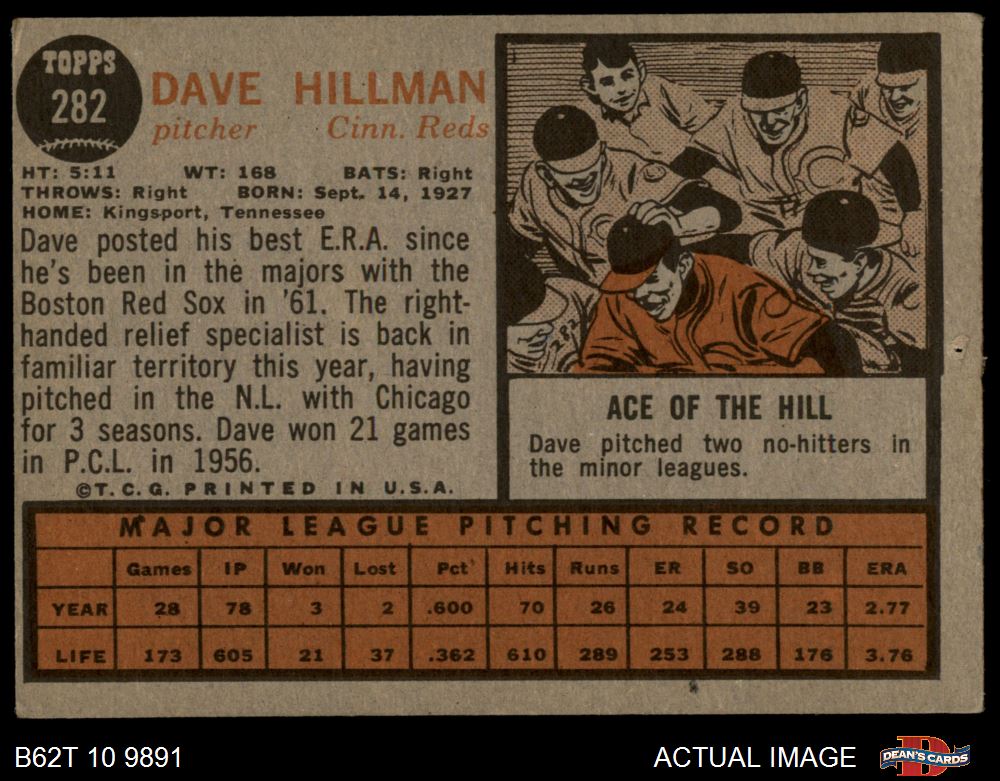 TOPPS
282
DAVE HILLMAN
pitcher Cinn. Reds
HT: 5:11 WT: 168 BATS: Right
THROWS: Right BORN: Sept. 14, 1927
HOME: Kingsport, Tennessee
Dave posted his best E.R.A. since
he's been in the majors with the
Boston Red Sox in '61. The right-
handed relief specialist is back in
familiar territory this year, having
pitched in the N.L. with Chicago
for 3 seasons. Dave won 21 games
in P.C.L. in 1956.
©T.C.G. PRINTED IN U.S.A.
282
ACE OF THE HILL
Dave pitched two no-hitters in
the minor leagues.
MAJOR LEAGUE PITCHING RECORD
Games IP Won Lost Pct. Hits Runs ER SO BB ERA
YEAR 28 78 3 2 .600 70 26 24 39 23 2.77
LIFE 173 605 21 37 .362 610 289 253 288 176 3.76
B62T 10 9891
ACTUAL IMAGE
DEAN'S CARDS